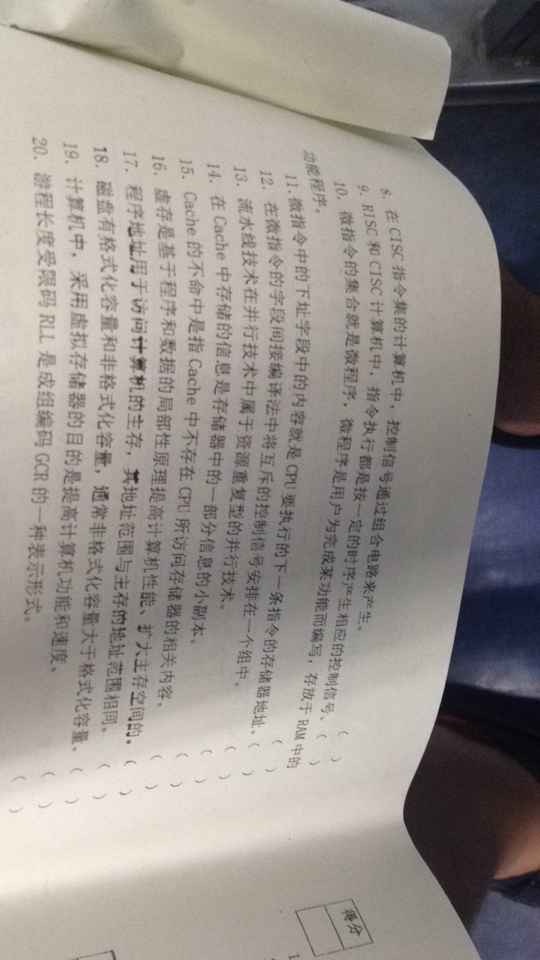 8. 在 CISC 指令集的计算机中，控制信号通过组合电路来产生。
9. RISC 和 CISC 计算机中，指令执行都是按一定的时序产生相应的控制信号。（ ）
10. 微指令的集合就是微程序，微程序是用户为完成某功能而编写，存放于 RAM 中的（ ）
功能程序。
11. 微指令中的下址字段中的内容就是 CPU 要执行的下一条指令的存储器地址。（ ）
12. 在微指令的字段间接编译法中将互斥的控制信号安排在一个组中。（ ）
13. 流水线技术在并行技术中属于资源重复型的并行技术。（ ）
14. 在 Cache 中存储的信息是存储器中的一部分信息的小副本。（ ）
15. Cache 的不命中是指 Cache 中不存在 CPU 所访问存储器的相关内容。（ ）
16. 虚存是基于程序和数据的局部性原理提高计算机性能、扩大主存空间的。（ ）
17. 程序地址用于访问计算机的主存，其地址范围与主存的地址范围相同。（ ）
18. 磁盘有格式化容量和非格式化容量，通常非格式化容量大于格式化容量。（ ）
19. 计算机中，采用虚拟存储器的目的是提高计算机功能和速度。（ ）
20. 游程长度受限码 RLL 是成组编码 GCR 的一种表示形式。（ ）
得分